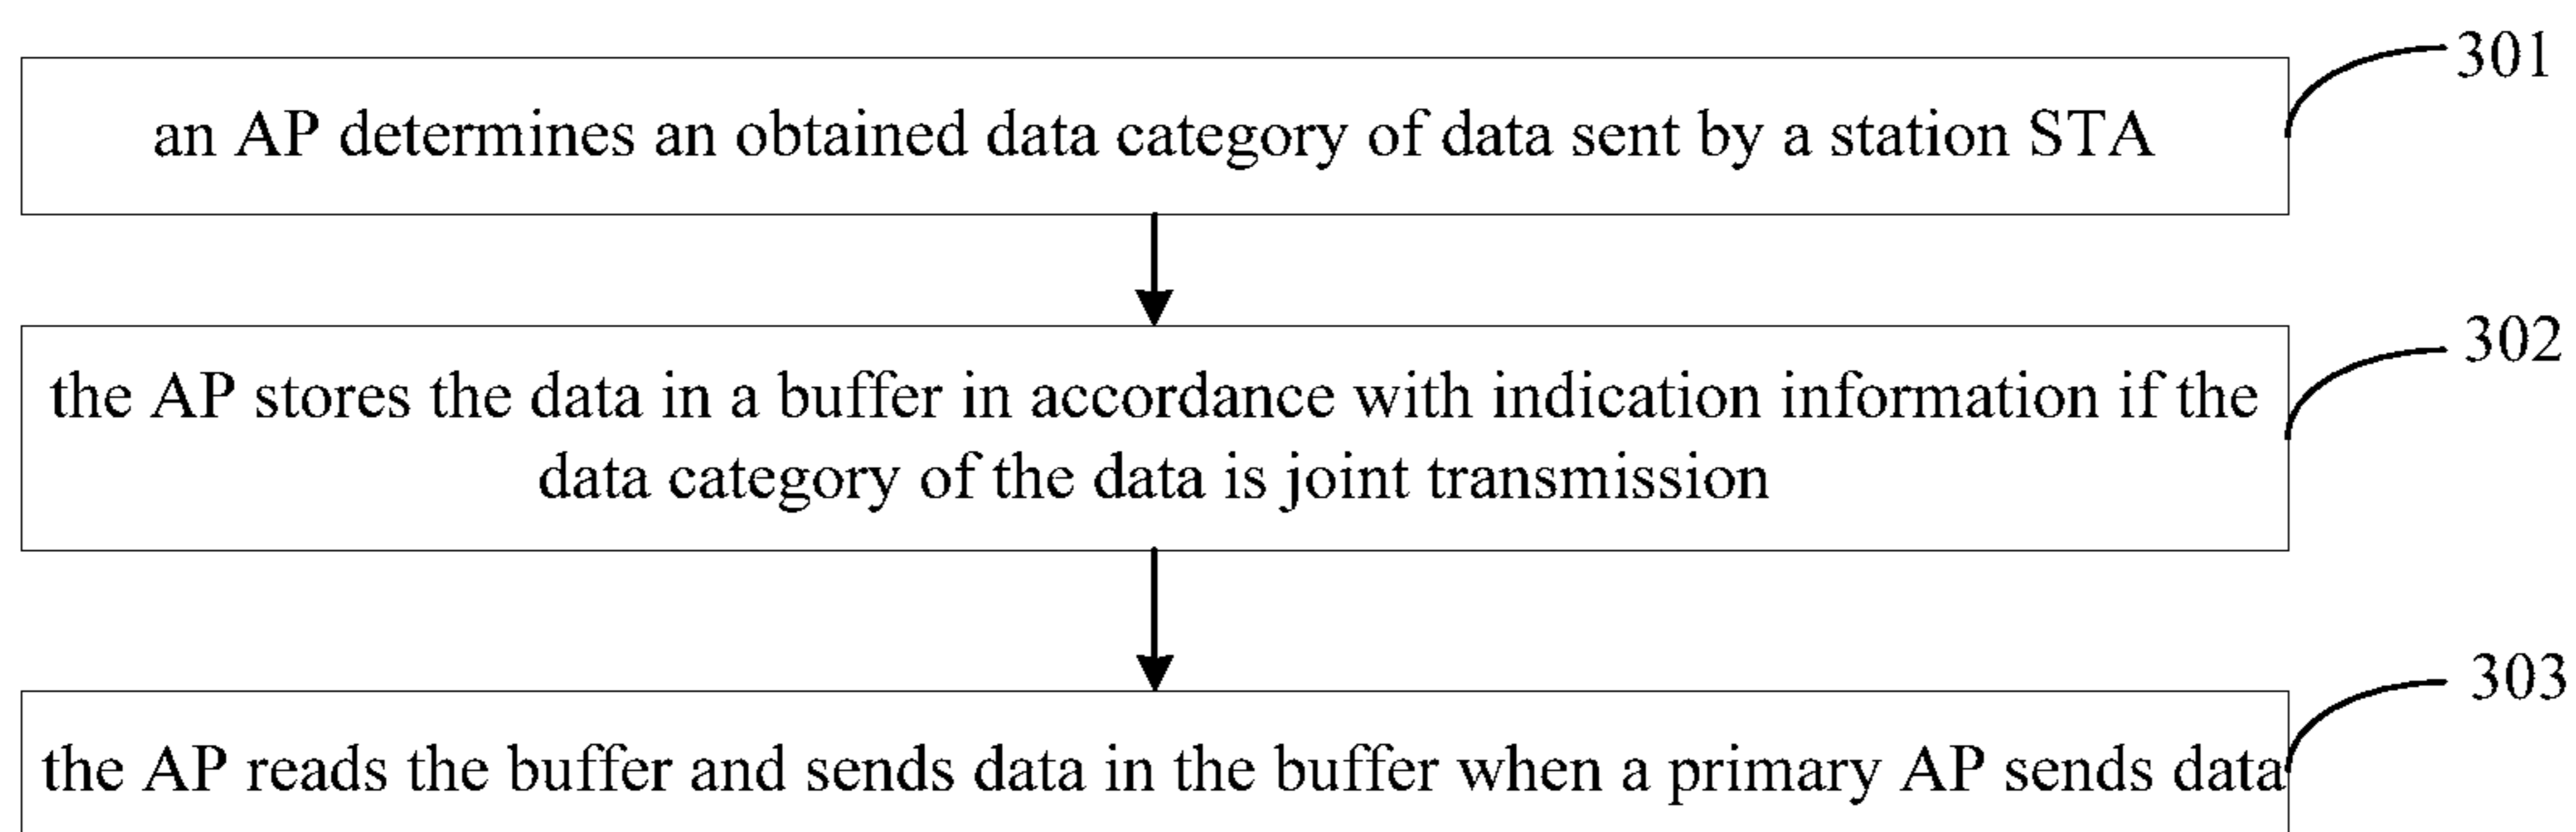 301
an AP determines an obtained data category of data sent by a station STA
302
the AP stores the data in a buffer in accordance with indication information if the
data category of the data is joint transmission
303
the AP reads the buffer and sends data in the buffer when a primary AP sends data